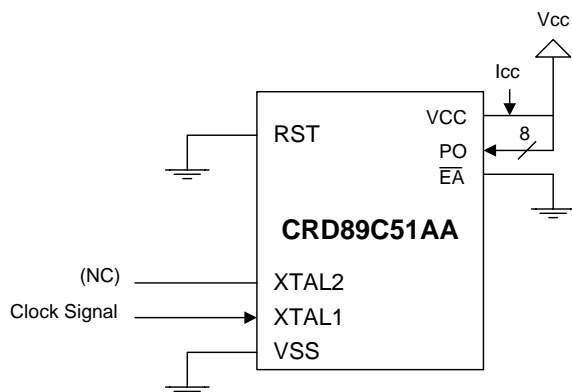 Vcc
Icc
VCC
8
RST
PO
EA
CRD89C51AA
(NC)
XTAL2
Clock Signal
XTAL1
VSS